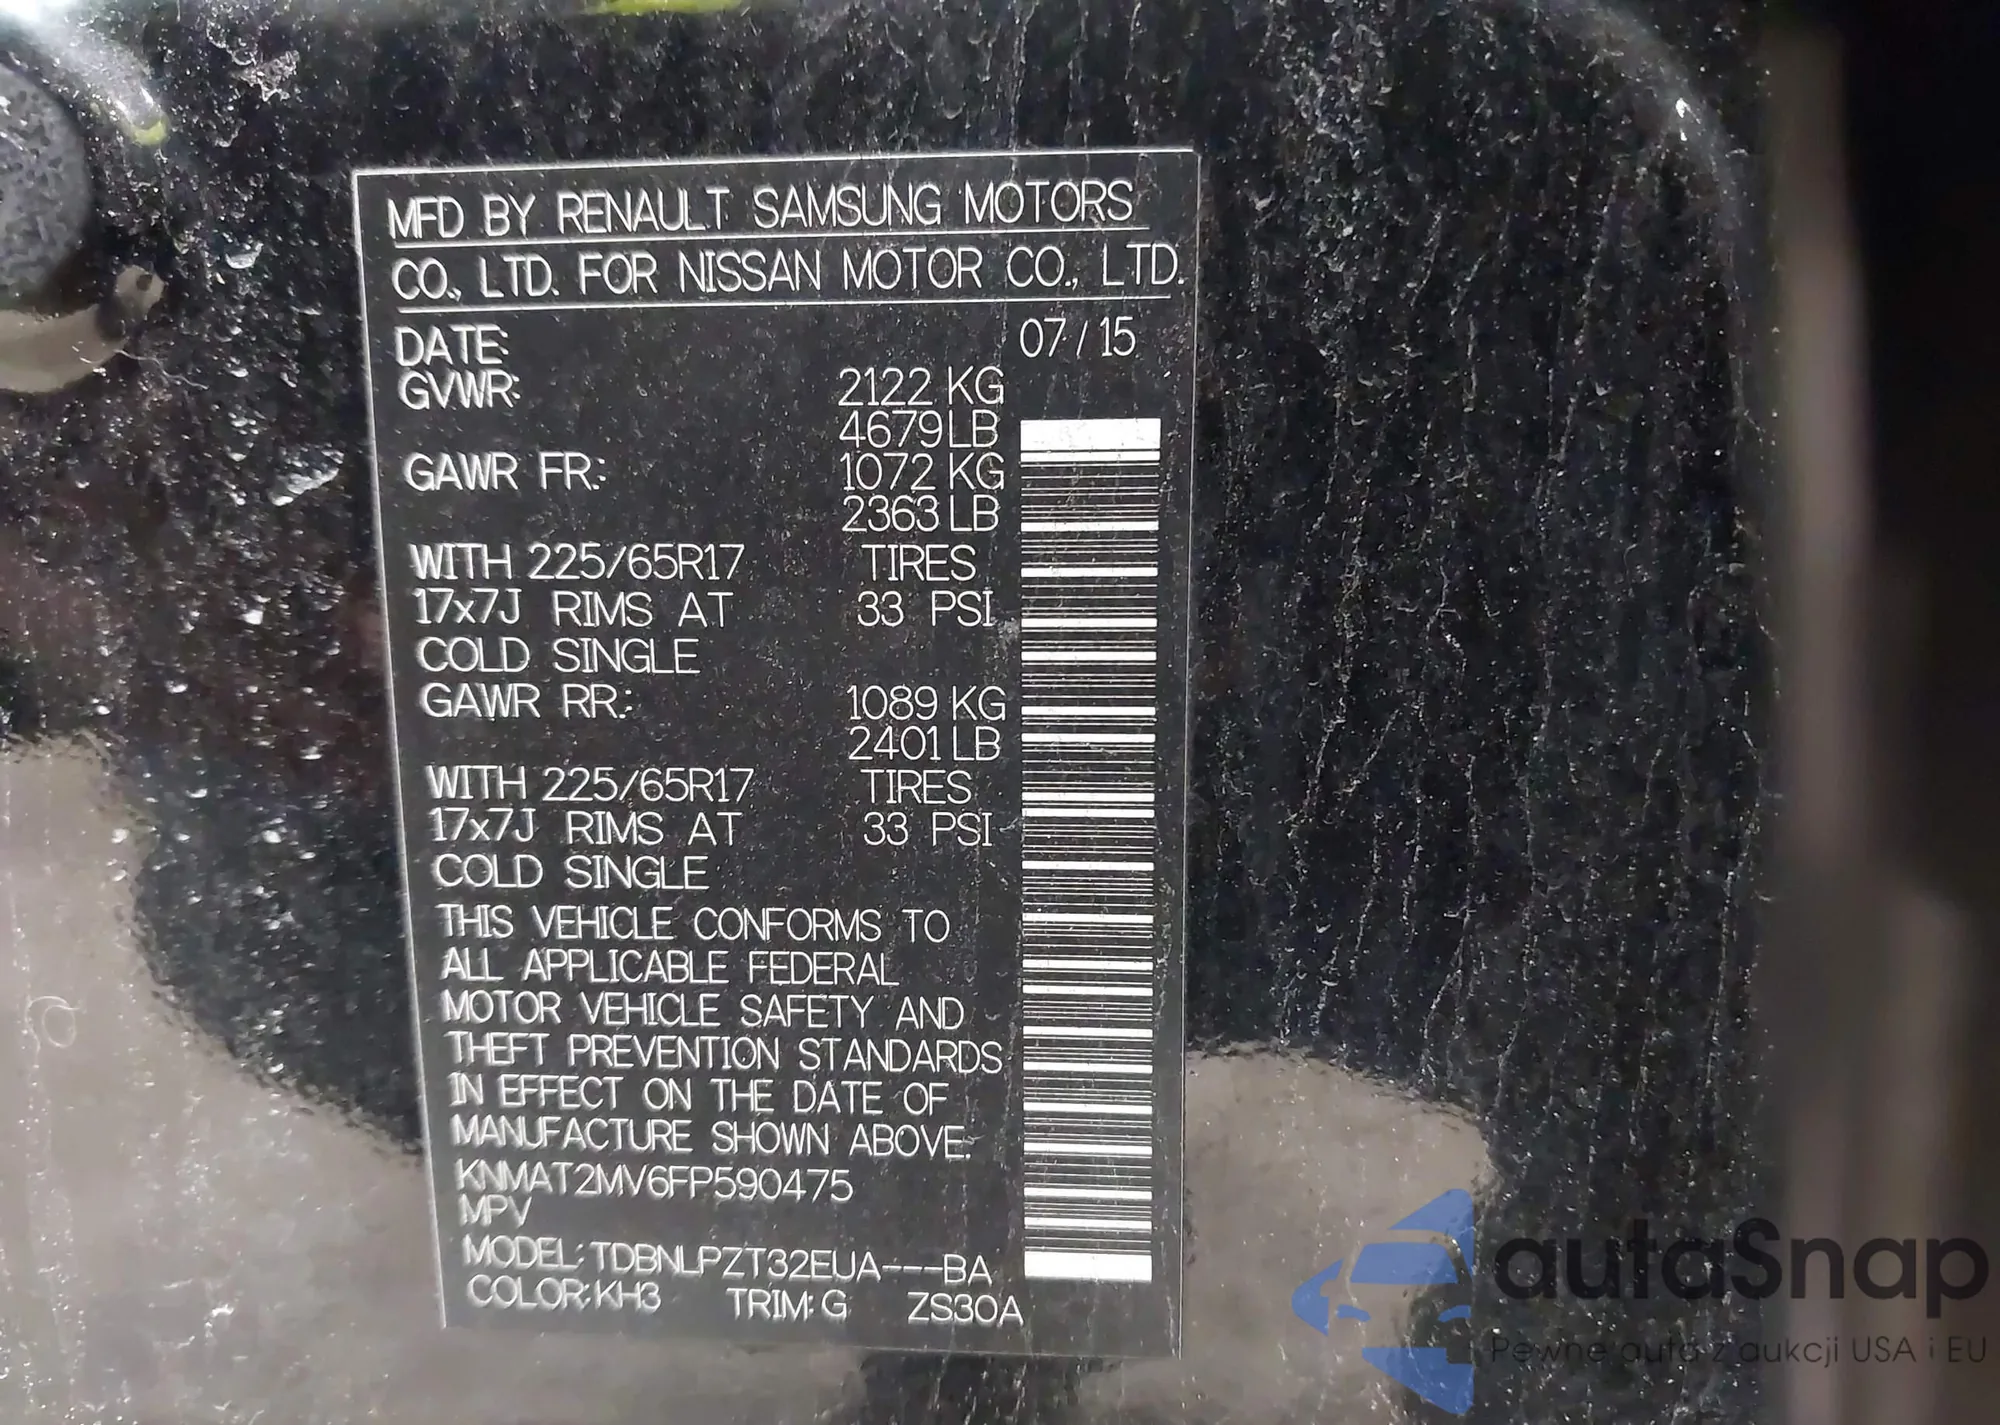 MFD BY RENAULT SAMSUNG MOTORS
CO., LTD. FOR NISSAN MOTOR CO., LTD.
DATE: 07/15
GVWR: 2122 KG
4679 LB
GAWR FR: 1072 KG
2363 LB
WITH 225/65R17 TIRES
17x7J RIMS AT 33 PSI
COLD SINGLE
GAWR RR: 1089 KG
2401 LB
WITH 225/65R17 TIRES
17x7J RIMS AT 33 PSI
COLD SINGLE
THIS VEHICLE CONFORMS TO
ALL APPLICABLE FEDERAL
MOTOR VEHICLE SAFETY AND
THEFT PREVENTION STANDARDS
IN EFFECT ON THE DATE OF
MANUFACTURE SHOWN ABOVE.
KNMAT2MV6FP590475
MPV
MODEL: TDBNLPZT32EUA---BA
COLOR: KH3 TRIM: G ZS30A
autaSnap
Pewne auta z aukcji USA i EU